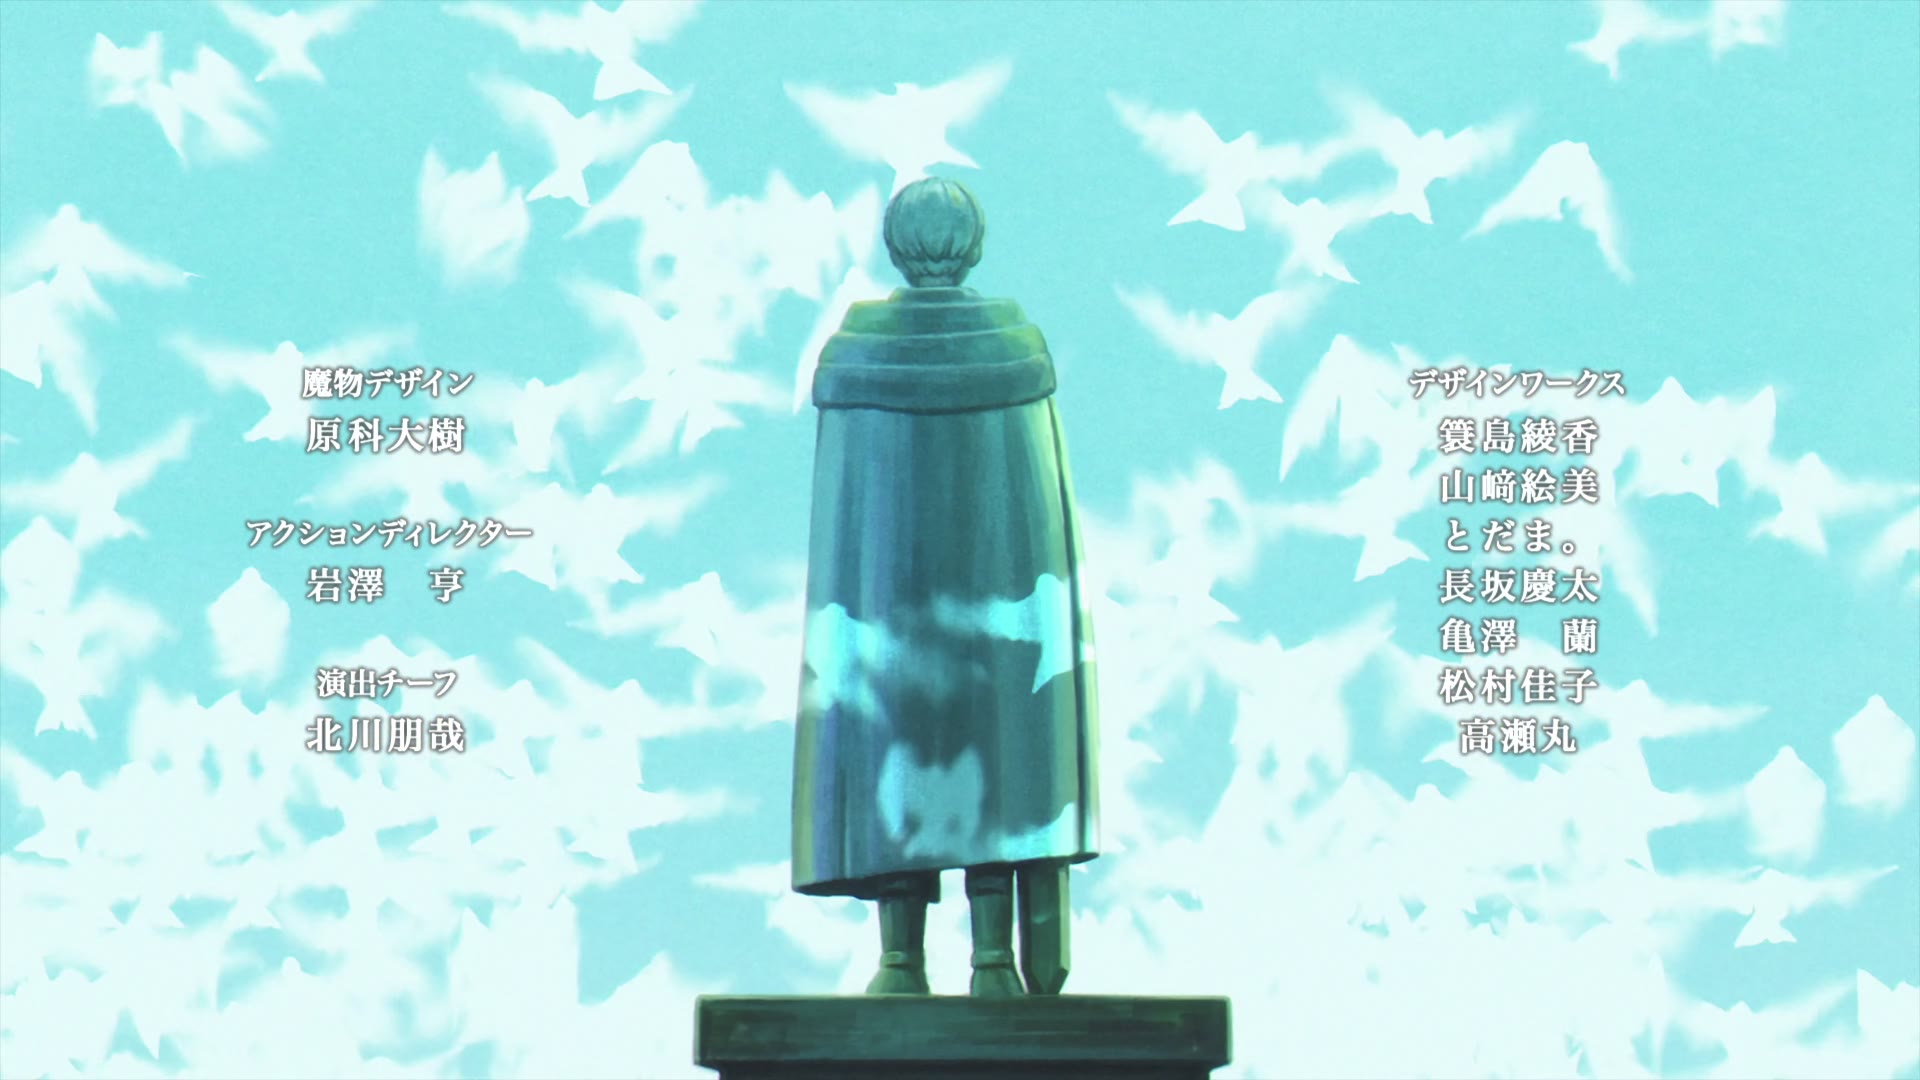 魔物デザイン
原科大樹
アクションディレクター
岩澤　亨
演出チーフ
北川朋哉
デザインワークス
簑島綾香
山﨑絵美
とだま。
長坂慶太
亀澤　蘭
松村佳子
高瀬丸